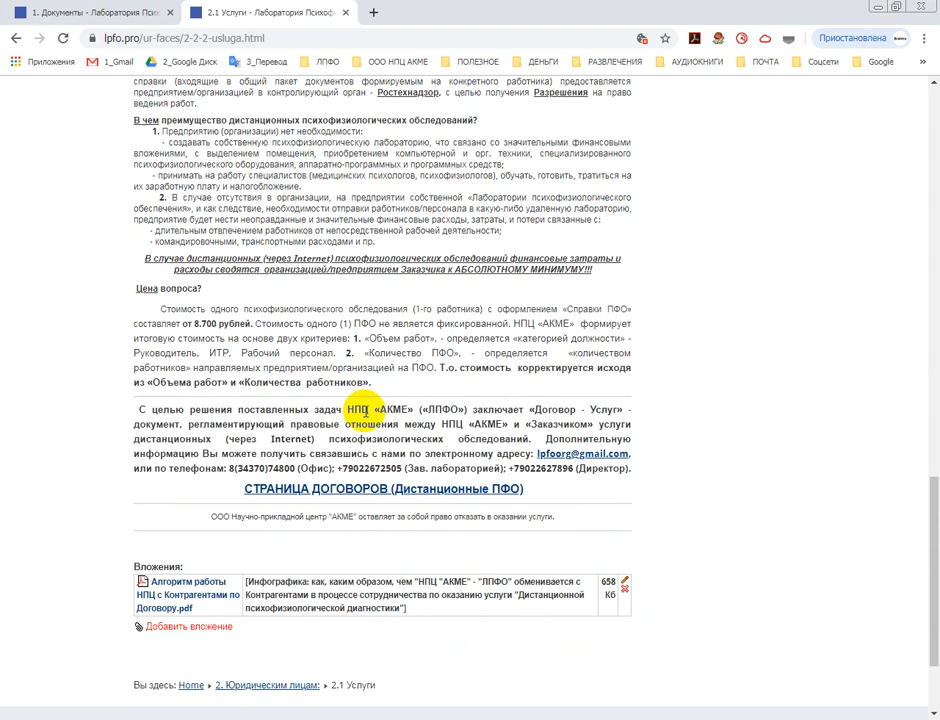 1. Документы - Лаборатория Псих
2.1 Услуги - Лаборатория Психоф
lpfo.pro/ur-faces/2-2-2-usluga.html
Приостановлена
Приложения
1_Gmail
2_Google Диск
3_Перевод
ЛПФО
ООО НПЦ АКМЕ
ПОЛЕЗНОЕ
ДЕНЬГИ
РАЗВЛЕЧЕНИЯ
АУДИОКНИГИ
ПОЧТА
Соцсети
Google
»
справки (входящие в общий пакет документов формируемым на конкретного работника) предоставляется
предприятием/организацией в контролирующий орган - Ростехнадзор, с целью получения Разрешения на право
ведения работ.
В чем преимущество дистанционных психофизиологических обследований?
1. Предприятию (организации) нет необходимости:
- создавать собственную психофизиологическую лабораторию, что связано со значительными финансовыми
вложениями, с выделением помещения, приобретением компьютерной и орг. техники, специализированного
психофизиологического оборудования, аппаратно-программных и программных средств;
- принимать на работу специалистов (медицинских психологов, психофизиологов), обучать, готовить, тратиться на
их заработную плату и налогобложение.
2. В случае отсутствия в организации, на предприятии собственной «Лаборатории психофизиологического
обеспечения», и как следствие, необходимости отправки работников/персонала в какую-либо удаленную лабораторию,
предприятие будет нести неоправданные и значительные финансовые расходы, затраты, и потери связанные с:
- длительным отвлечением работников от непосредственной рабочей деятельности;
- командировочными, транспортными расходами и пр.
В случае дистанционных (через Internet) психофизиологических обследований финансовые затраты и
расходы сводятся организацией/предприятием Заказчика к АБСОЛЮТНОМУ МИНИМУМУ!!!
Цена вопроса?
Стоимость одного психофизиологического обследования (1-го работника) с оформлением «Справки ПФО»
составляет от 8.700 рублей. Стоимость одного (1) ПФО не является фиксированной. НПЦ «АКМЕ» формирует
итоговую стоимость на основе двух критериев: 1. «Объем работ», - определяется «категорией должности» -
Руководитель, ИТР, Рабочий персонал. 2. «Количество ПФО», - определяется «количеством
работников» направляемых предприятием/организацией на ПФО. Т.о. стоимость корректируется исходя
из «Объема работ» и «Количества работников».
С целью решения поставленных задач НПЦ «АКМЕ» («ЛПФО») заключает «Договор - Услуг» -
документ, регламентирующий правовые отношения между НПЦ «АКМЕ» и «Заказчиком» услуги
дистанционных (через Internet) психофизиологических обследований. Дополнительную
информацию Вы можете получить связавшись с нами по электронному адресу: lpfoorg@gmail.com,
или по телефонам: 8(34370)74800 (Офис); +79022672505 (Зав. лабораторией); +79022627896 (Директор).
СТРАНИЦА ДОГОВОРОВ (Дистанционные ПФО)
ООО Научно-прикладной центр "АКМЕ" оставляет за собой право отказать в оказании услуги.
Вложения:
Алгоритм работы НПЦ с Контрагентами по Договору.pdf
[Инфографика: как, каким образом, чем "НПЦ "АКМЕ" - "ЛПФО" обменивается с
Контрагентами в процессе сотрудничества по оказанию услуги "Дистанционной
психофизиологической диагностики"]
658 Кб
Добавить вложение
Вы здесь: Home 2. Юридическим лицам: 2.1 Услуги